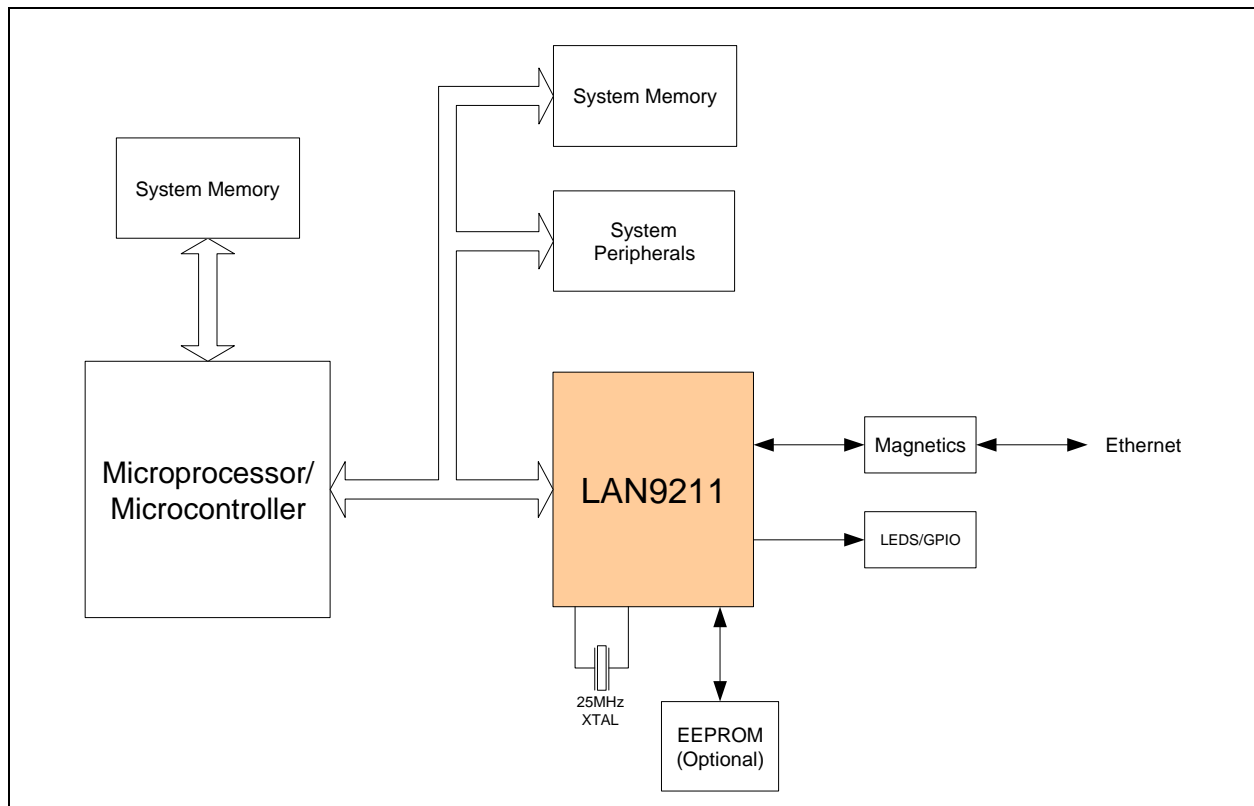 System Memory
System Memory
System
Peripherals
Microprocessor/
Microcontroller
LAN9211
Magnetics
Ethernet
LEDS/GPIO
25MHz
XTAL
EEPROM
(Optional)